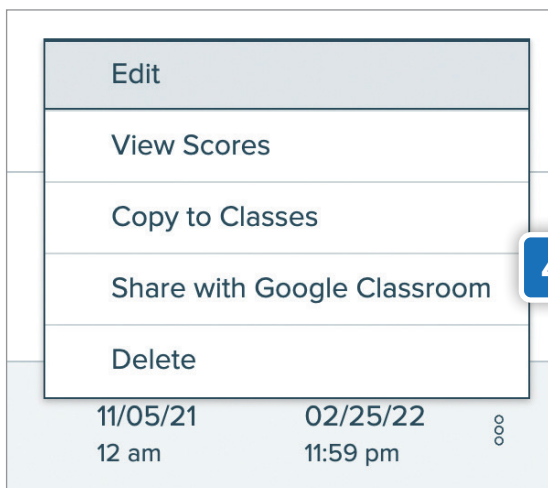 Edit
View Scores
Copy to Classes
Share with Google Classroom
Delete
11/05/21 02/25/22
12 am 11:59 pm